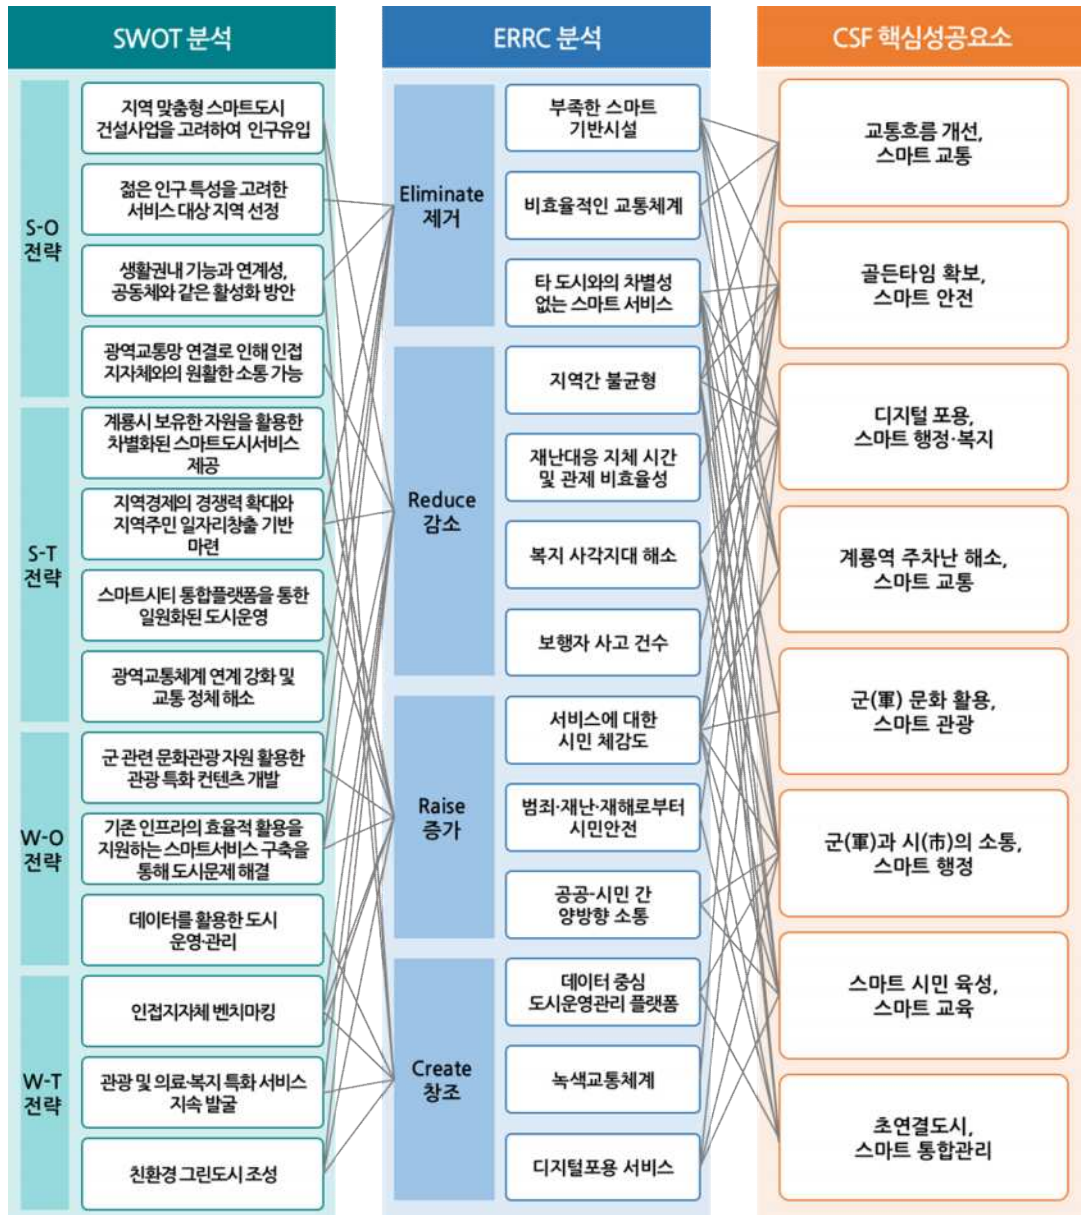 SWOT 분석
S-O
전략
지역 맞춤형 스마트도시
건설사업을 고려하여 인구유입
젊은 인구 특성을 고려한
서비스 대상 지역 선정
생활권내 기능과 연계성,
공동체와 같은 활성화 방안
광역교통망 연결로 인해 인접
지자체와의 원활한 소통 가능
S-T
전략
계룡시 보유한 자원을 활용한
차별화된 스마트도시서비스
제공
지역경제의 경쟁력 확대와
지역주민 일자리창출 기반
마련
스마트시티 통합플랫폼을 통한
일원화된 도시운영
광역교통체계 연계 강화 및
교통 정체 해소
W-O
전략
군 관련 문화관광 자원 활용한
관광 특화 컨텐츠 개발
기존 인프라의 효율적 활용을
지원하는 스마트서비스 구축을
통해 도시문제 해결
데이터를 활용한 도시
운영·관리
W-T
전략
인접지자체 벤치마킹
관광 및 의료·복지 특화 서비스
지속 발굴
친환경 그린도시 조성
ERRC 분석
Eliminate
제거
부족한 스마트
기반시설
비효율적인 교통체계
타 도시와의 차별성
없는 스마트 서비스
Reduce
감소
지역간 불균형
재난대응 지체 시간
및 관제 비효율성
복지 사각지대 해소
보행자 사고 건수
Raise
증가
서비스에 대한
시민 체감도
범죄·재난·재해로부터
시민안전
공공-시민 간
양방향 소통
Create
창조
데이터 중심
도시운영관리 플랫폼
녹색교통체계
디지털포용 서비스
CSF 핵심성공요소
교통흐름 개선,
스마트 교통
골든타임 확보,
스마트 안전
디지털 포용,
스마트 행정·복지
계룡역 주차난 해소,
스마트 교통
군(軍) 문화 활용,
스마트 관광
군(軍)과 시(市)의 소통,
스마트 행정
스마트 시민 육성,
스마트 교육
초연결도시,
스마트 통합관리